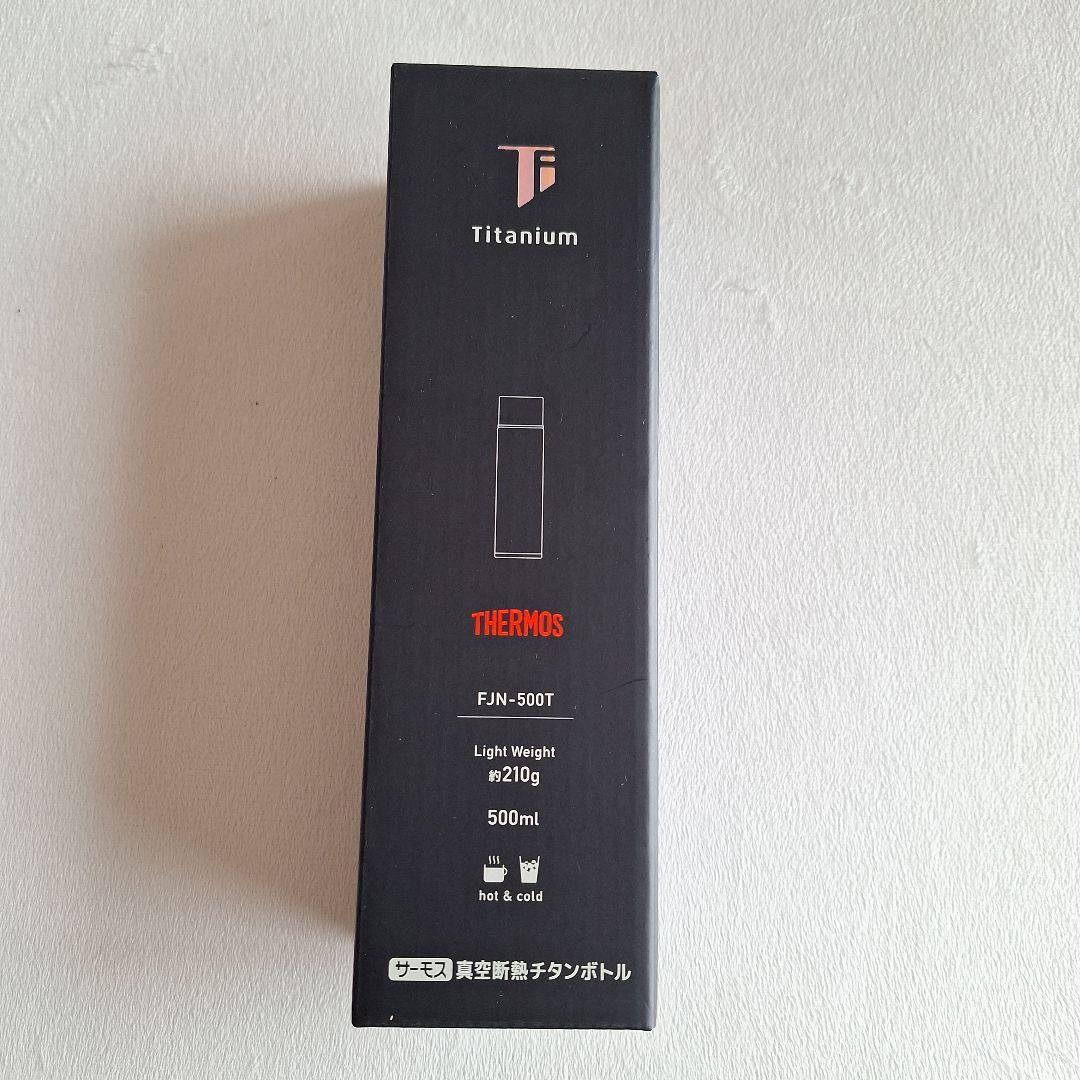 Ti
Titanium
THERMOS
FJN-500T
Light Weight
約210g
500ml
hot & cold
サーモス 真空断熱チタンボトル